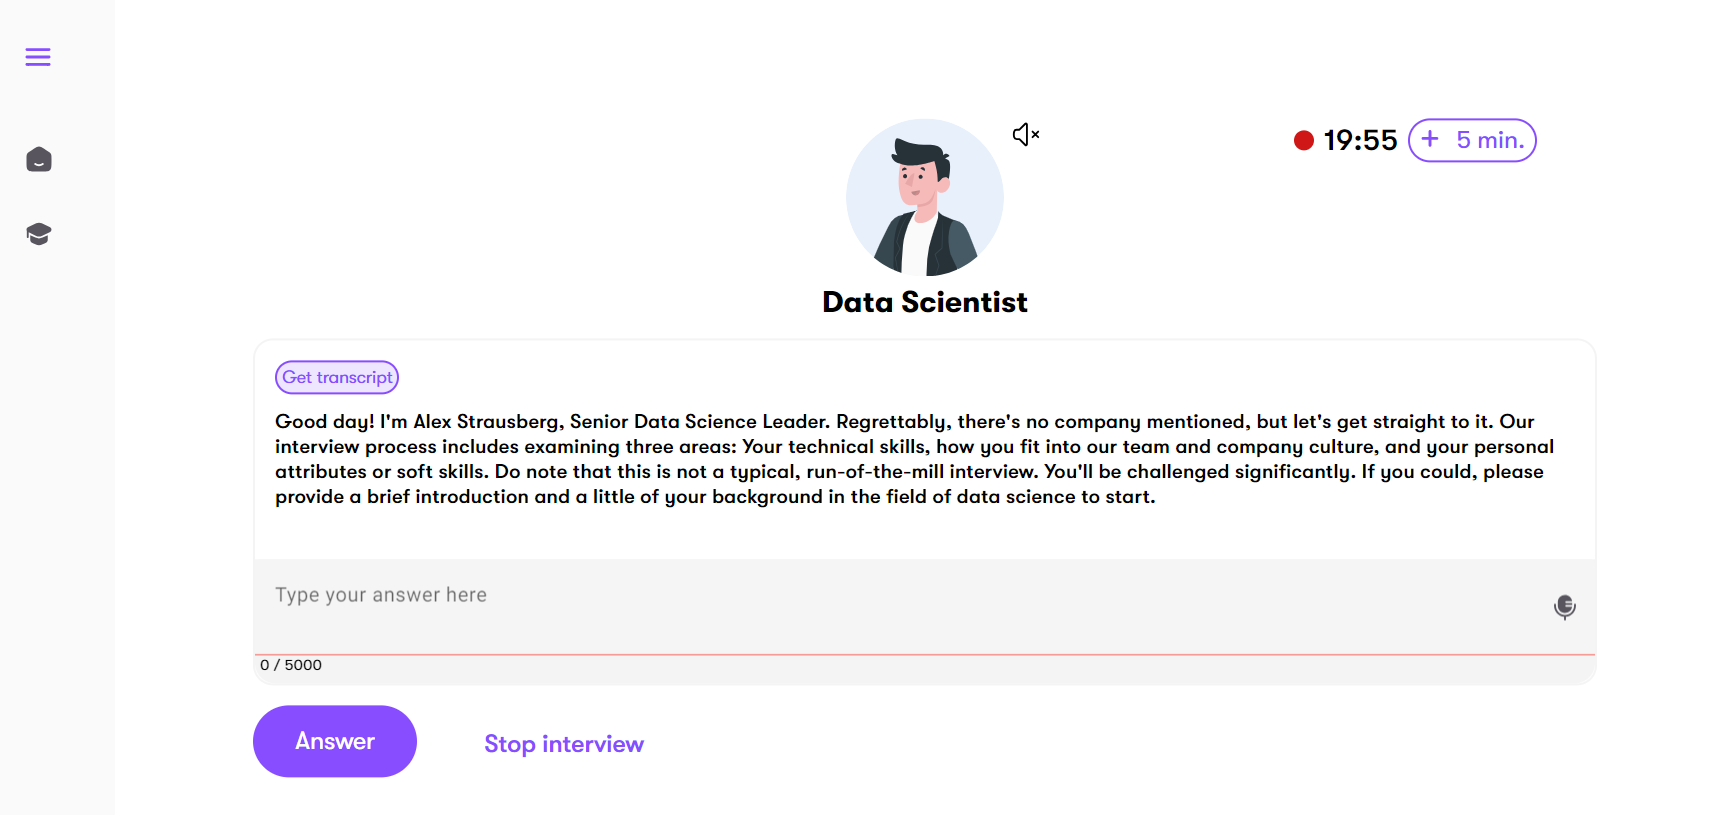 19:55
+ 5 min.
Data Scientist
Get transcript
Good day! I'm Alex Strausberg, Senior Data Science Leader. Regrettably, there's no company mentioned, but let's get straight to it. Our
interview process includes examining three areas: Your technical skills, how you fit into our team and company culture, and your personal
attributes or soft skills. Do note that this is not a typical, run-of-the-mill interview. You'll be challenged significantly. If you could, please
provide a brief introduction and a little of your background in the field of data science to start.
Type your answer here
0 / 5000
Answer
Stop interview